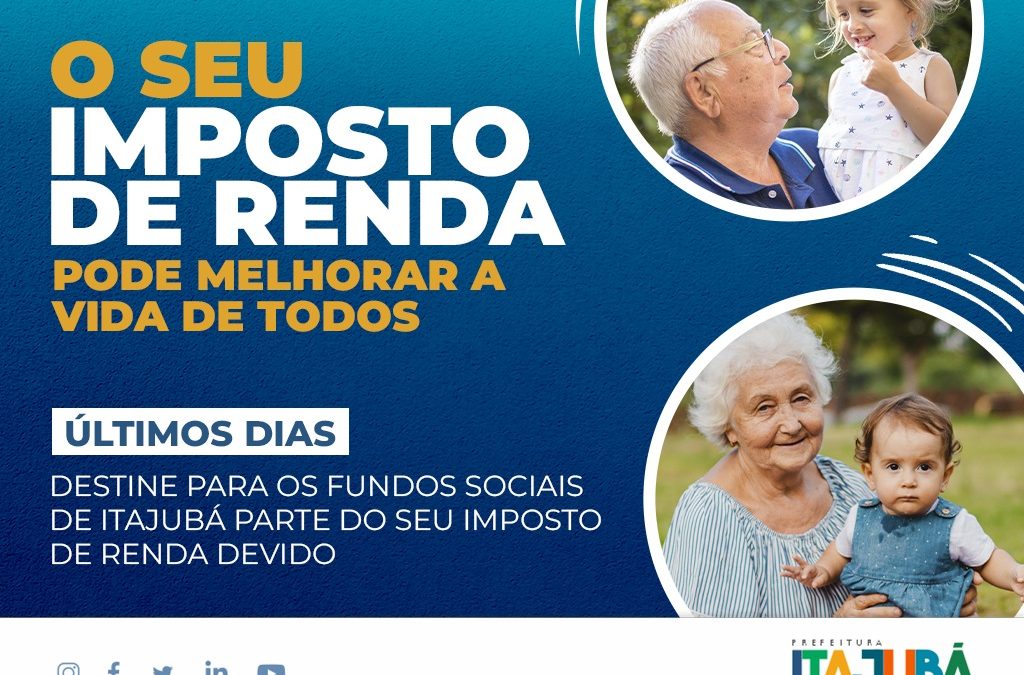 O SEU
IMPOSTO
DE RENDA
PODE MELHORAR A
VIDA DE TODOS
ÚLTIMOS DIAS
DESTINE PARA OS FUNDOS SOCIAIS
DE ITAJUBÁ PARTE DO SEU IMPOSTO
DE RENDA DEVIDO
PREFEITURA
ITAJUBÁ